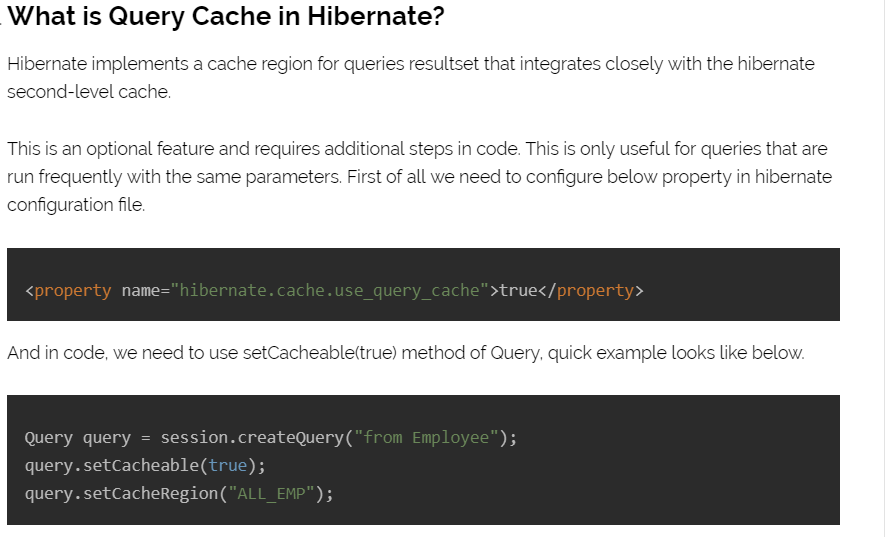 What is Query Cache in Hibernate?
Hibernate implements a cache region for queries resultset that integrates closely with the hibernate
second-level cache.
This is an optional feature and requires additional steps in code. This is only useful for queries that are
run frequently with the same parameters. First of all we need to configure below property in hibernate
configuration file.
<property name="hibernate.cache.use_query_cache">true</property>
And in code, we need to use setCacheable(true) method of Query, quick example looks like below.
Query query = session.createQuery("from Employee");
query.setCacheable(true);
query.setCacheRegion("ALL_EMP");